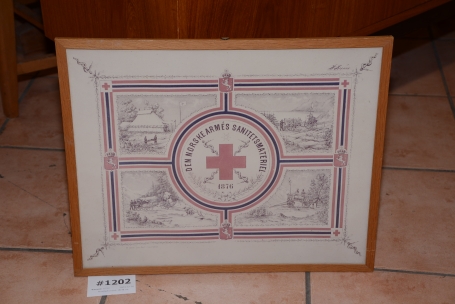 DEN NORSKE ARMÉS SANITETSMATERIEL
1876
#1202